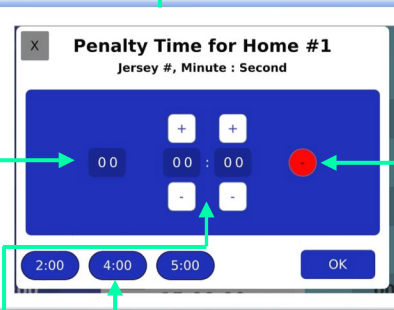 X
Penalty Time for Home #1
Jersey #, Minute : Second
+ +
00 00 : 00 -
- -
2:00 4:00 5:00 OK